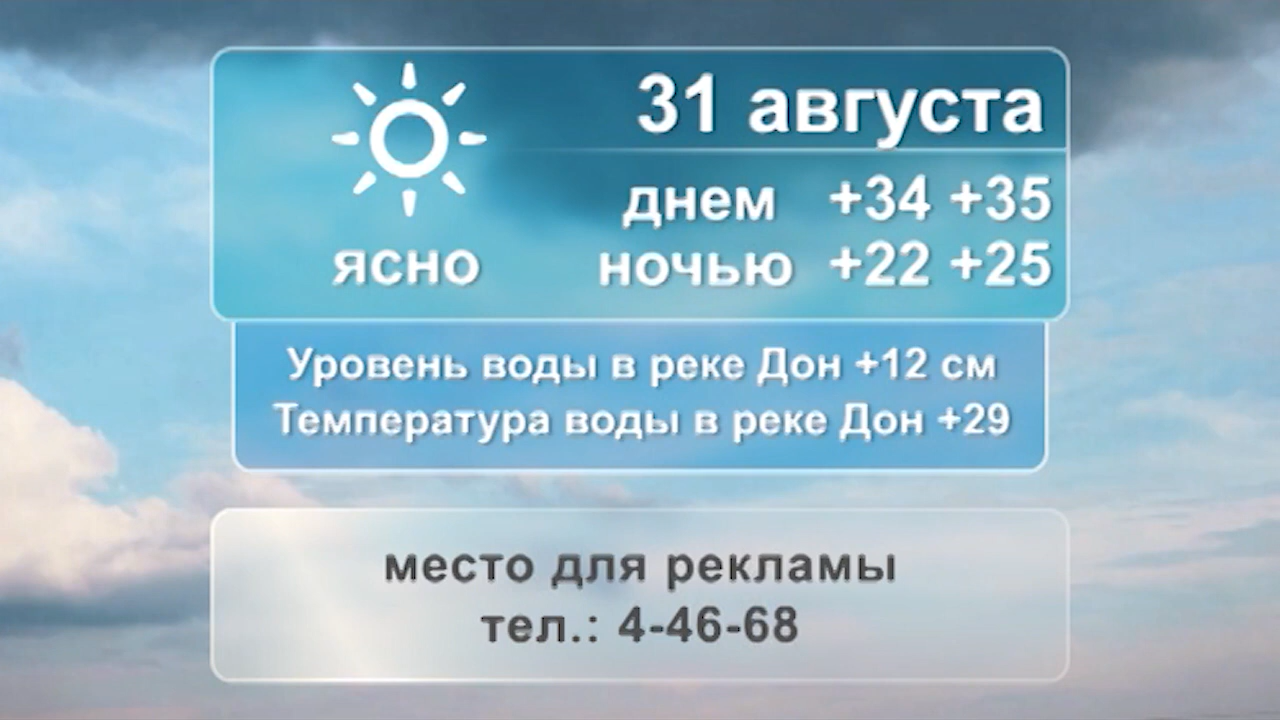 31 августа
ясно
днем +34 +35
ночью +22 +25
Уровень воды в реке Дон +12 см
Температура воды в реке Дон +29
место для рекламы
тел.: 4-46-68